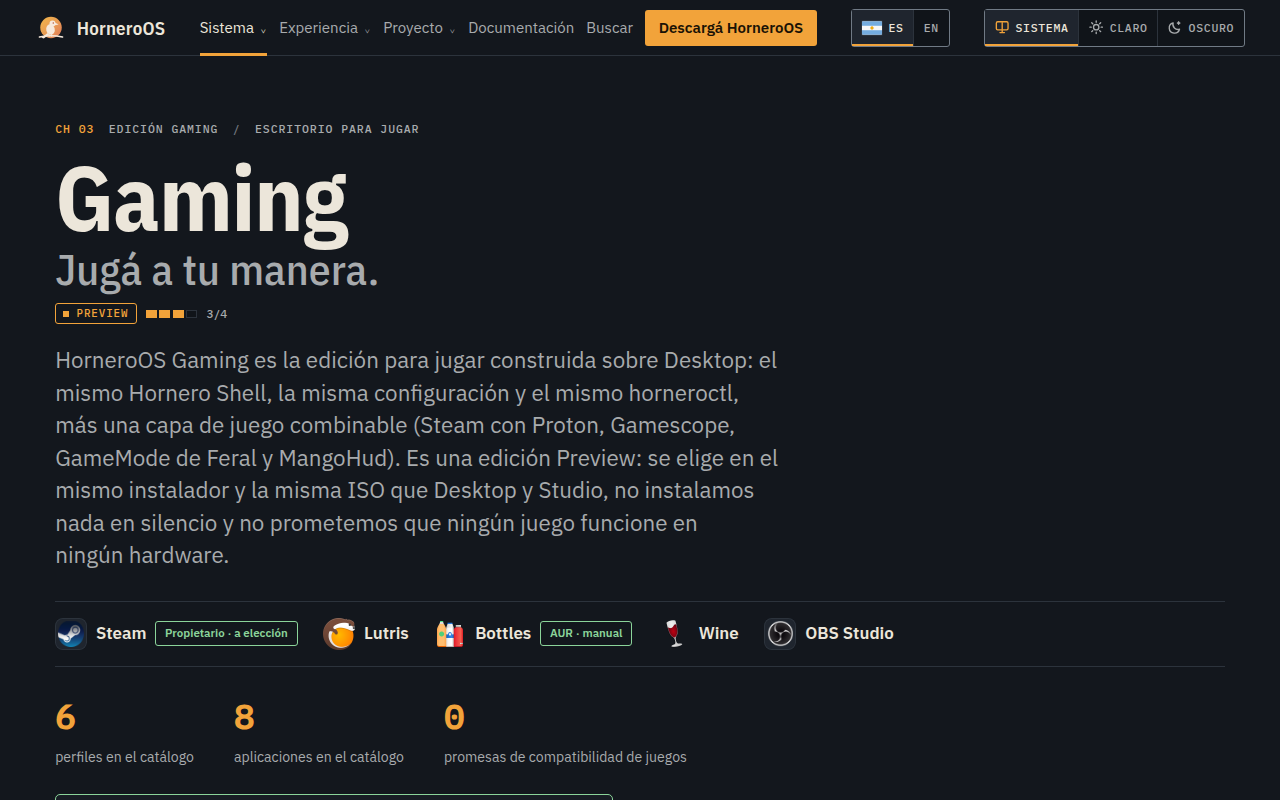 HorneroOS
Sistema Experiencia Proyecto Documentación Buscar Descargá HorneroOS ES EN SISTEMA CLARO OSCURO
CH 03 EDICIÓN GAMING / ESCRITORIO PARA JUGAR
Gaming
Jugá a tu manera.
PREVIEW 3/4
HorneroOS Gaming es la edición para jugar construida sobre Desktop: el
mismo Hornero Shell, la misma configuración y el mismo horneroctl,
más una capa de juego combinable (Steam con Proton, Gamescope,
GameMode de Feral y MangoHud). Es una edición Preview: se elige en el
mismo instalador y la misma ISO que Desktop y Studio, no instalamos
nada en silencio y no prometemos que ningún juego funcione en
ningún hardware.
Steam Propietario · a elección Lutris Bottles AUR · manual Wine OBS Studio
6 8 0
perfiles en el catálogo aplicaciones en el catálogo promesas de compatibilidad de juegos